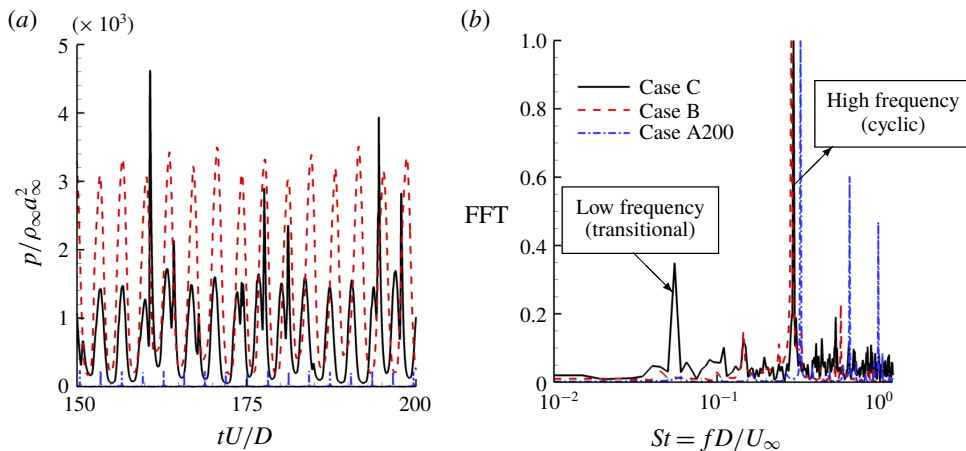 (a)
(× 10³)
5
4
3
2
1
0
p/ρ∞a²∞
150
175
200
tU/D
(b)
1.0
0.8
0.6
0.4
0.2
0
FFT
Case C
Case B
Case A200
High frequency
(cyclic)
Low frequency
(transitional)
10⁻²
10⁻¹
10⁰
St = fD/U∞